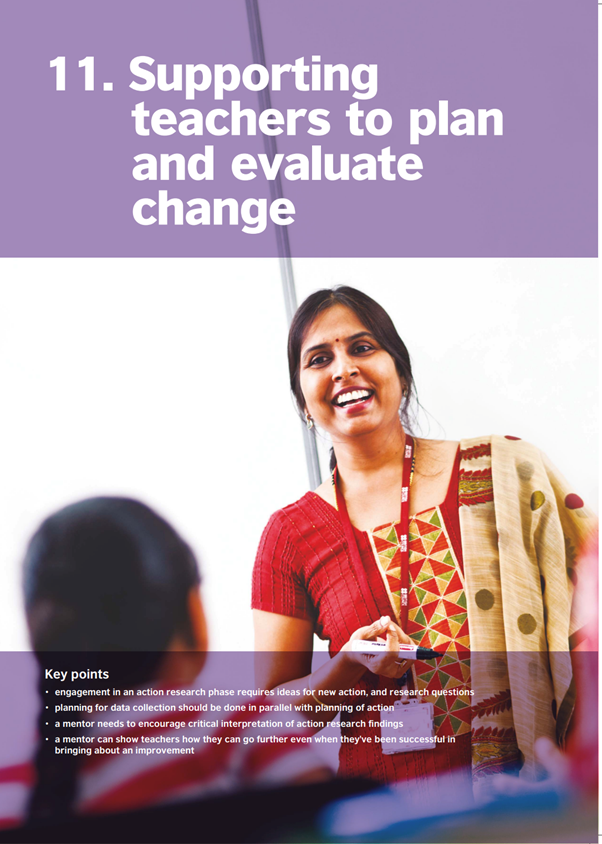 11. Supporting
teachers to plan
and evaluate
change
Key points
• engagement in an action research phase requires ideas for new action, and research questions
• planning for data collection should be done in parallel with planning of action
• a mentor needs to encourage critical interpretation of action research findings
• a mentor can show teachers how they can go further even when they've been successful in
bringing about an improvement